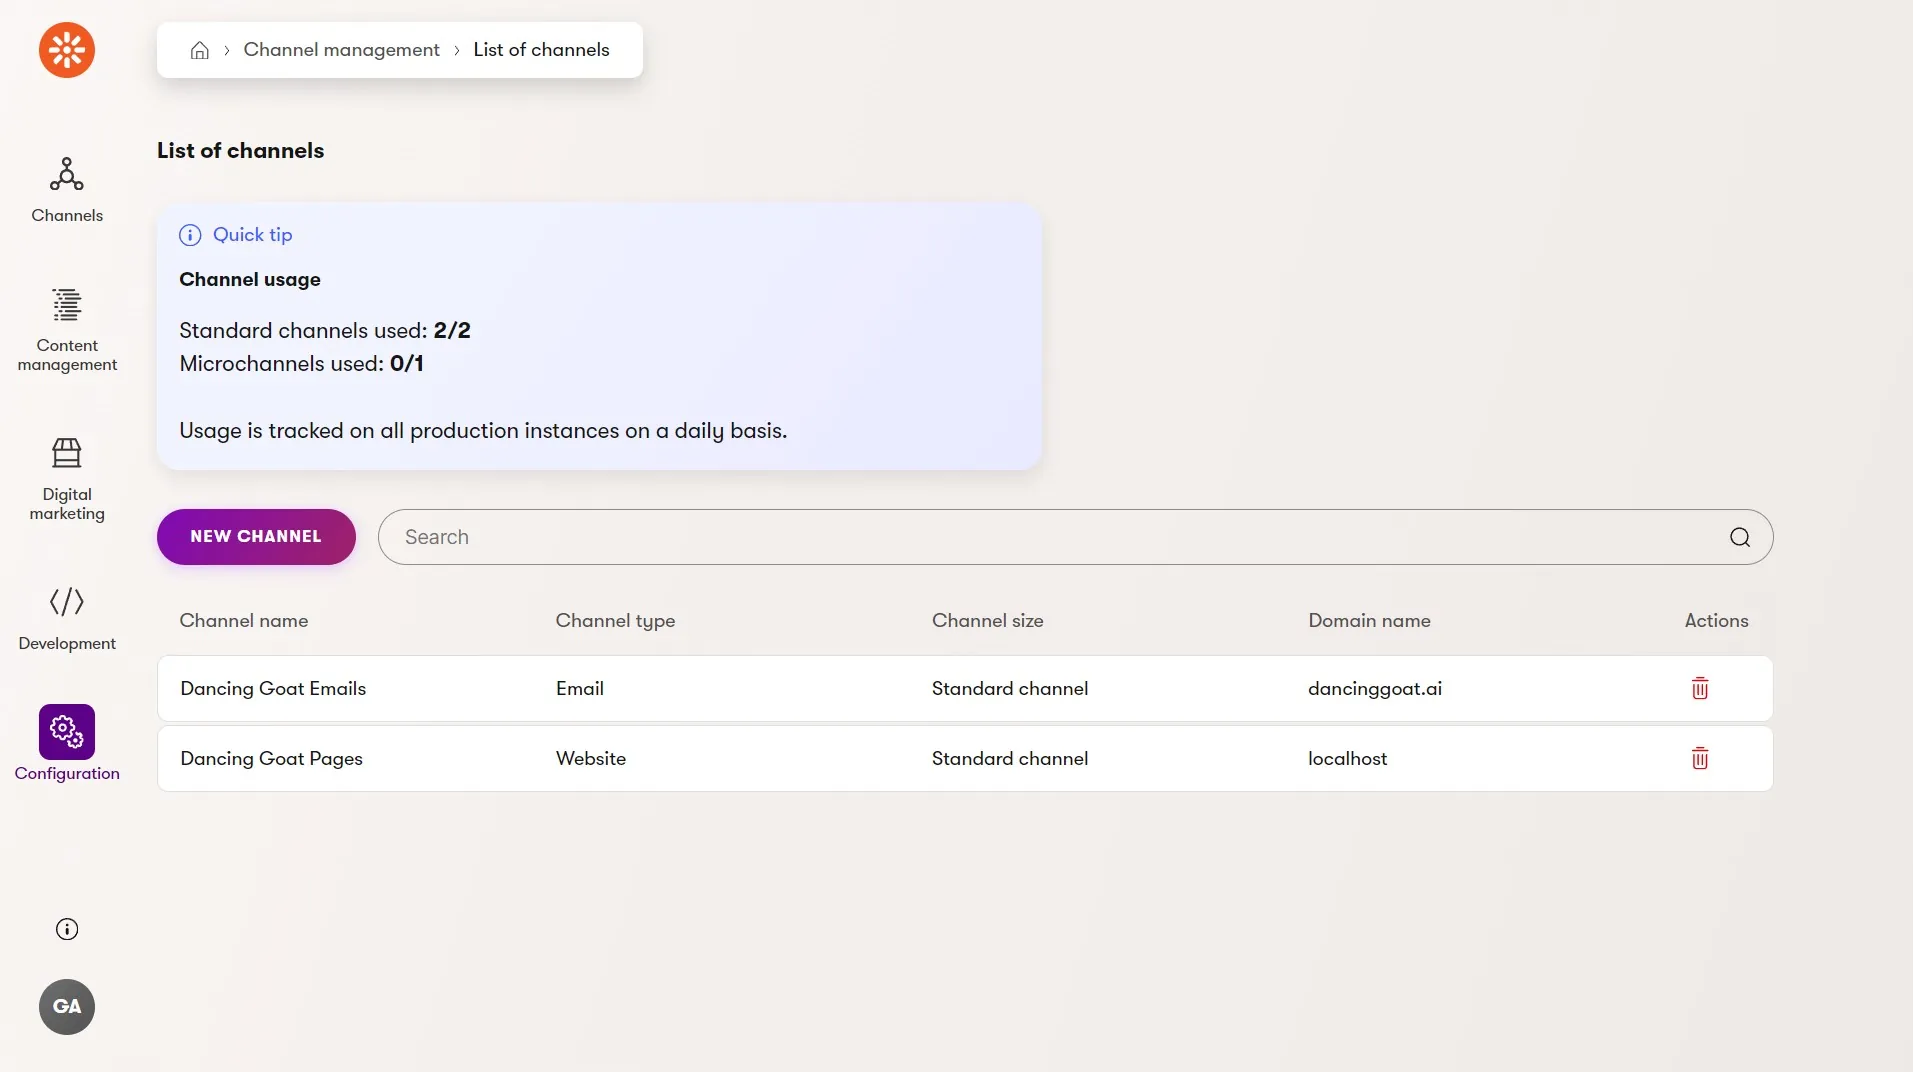 Channel management
List of channels
List of channels
Channels
Content
management
Digital
marketing
Development
Configuration
GA
Quick tip
Channel usage
Standard channels used: 2/2
Microchannels used: 0/1
Usage is tracked on all production instances on a daily basis.
NEW CHANNEL
Search
Channel name Channel type Channel size Domain name Actions
Dancing Goat Emails Email Standard channel dancinggoat.ai
Dancing Goat Pages Website Standard channel localhost